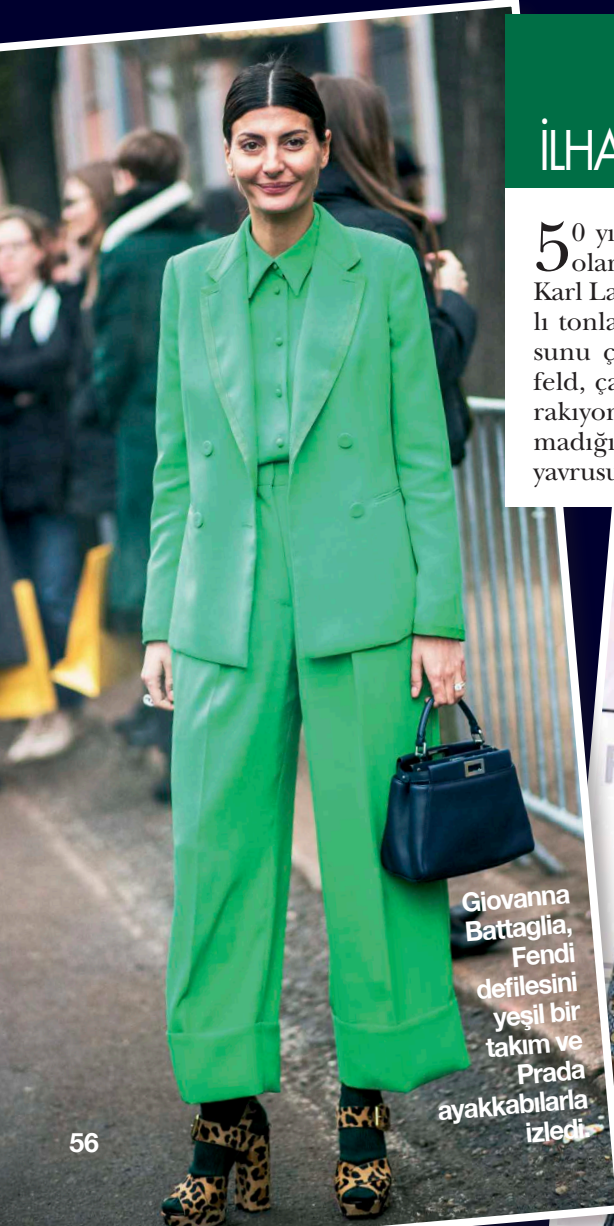 İLHA
50 yı
olar
Karl La
lı tonla
sunu ç
feld, ça
rakıyor
madığı
yavrusu
Giovanna
Battaglia,
Fendi
defilesini
yeşil bir
takım ve
Prada
ayakkabılarla
izledi.
56